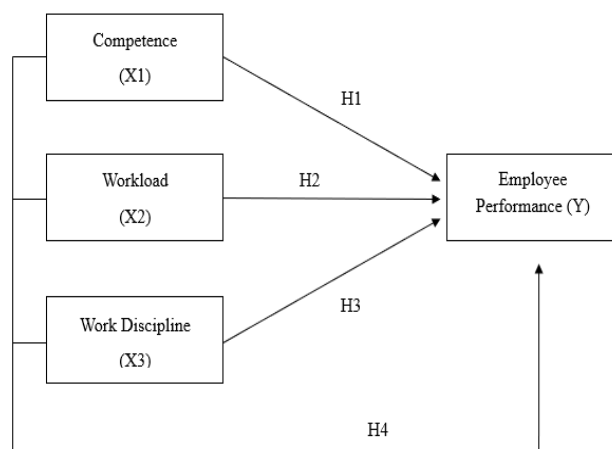 Competence
(X1)
H1
Workload
(X2)
H2
Employee
Performance (Y)
Work Discipline
(X3)
H3
H4